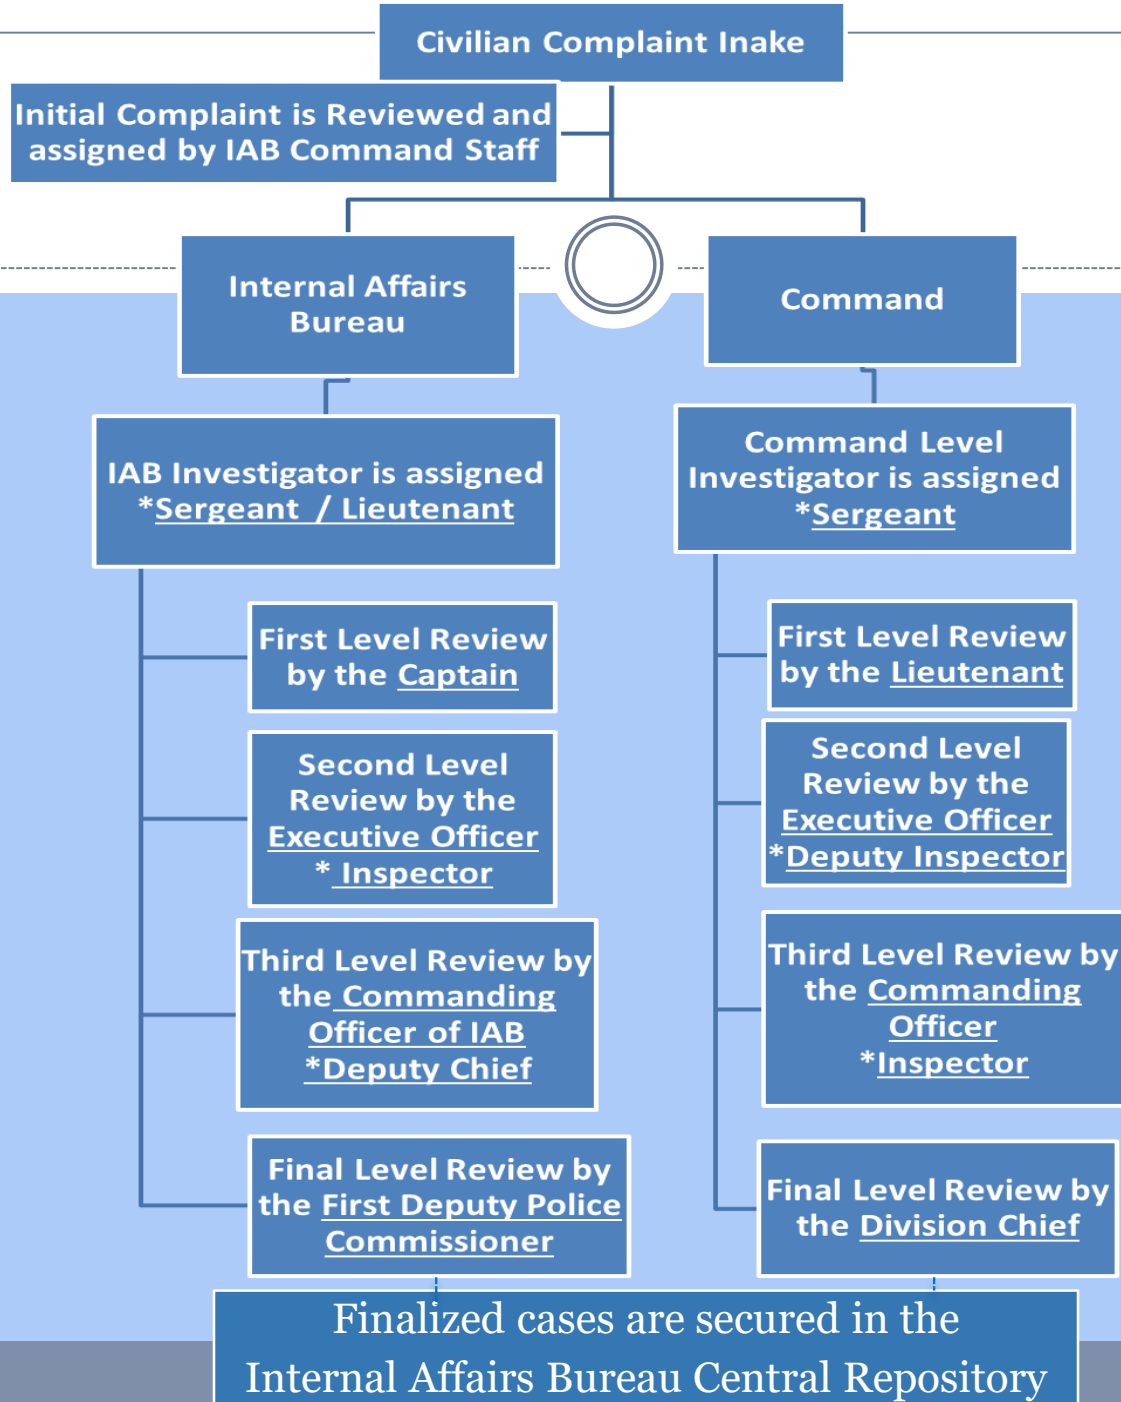 Civilian Complaint Inake
Initial Complaint is Reviewed and
assigned by IAB Command Staff
Internal Affairs
Bureau
Command
IAB Investigator is assigned
*Sergeant / Lieutenant
Command Level
Investigator is assigned
*Sergeant
First Level Review
by the Captain
First Level Review
by the Lieutenant
Second Level
Review by the
Executive Officer
* Inspector
Second Level
Review by the
Executive Officer
*Deputy Inspector
Third Level Review by
the Commanding
Officer of IAB
*Deputy Chief
Third Level Review by
the Commanding
Officer
*Inspector
Final Level Review by
the First Deputy Police
Commissioner
Final Level Review by
the Division Chief
Finalized cases are secured in the
Internal Affairs Bureau Central Repository